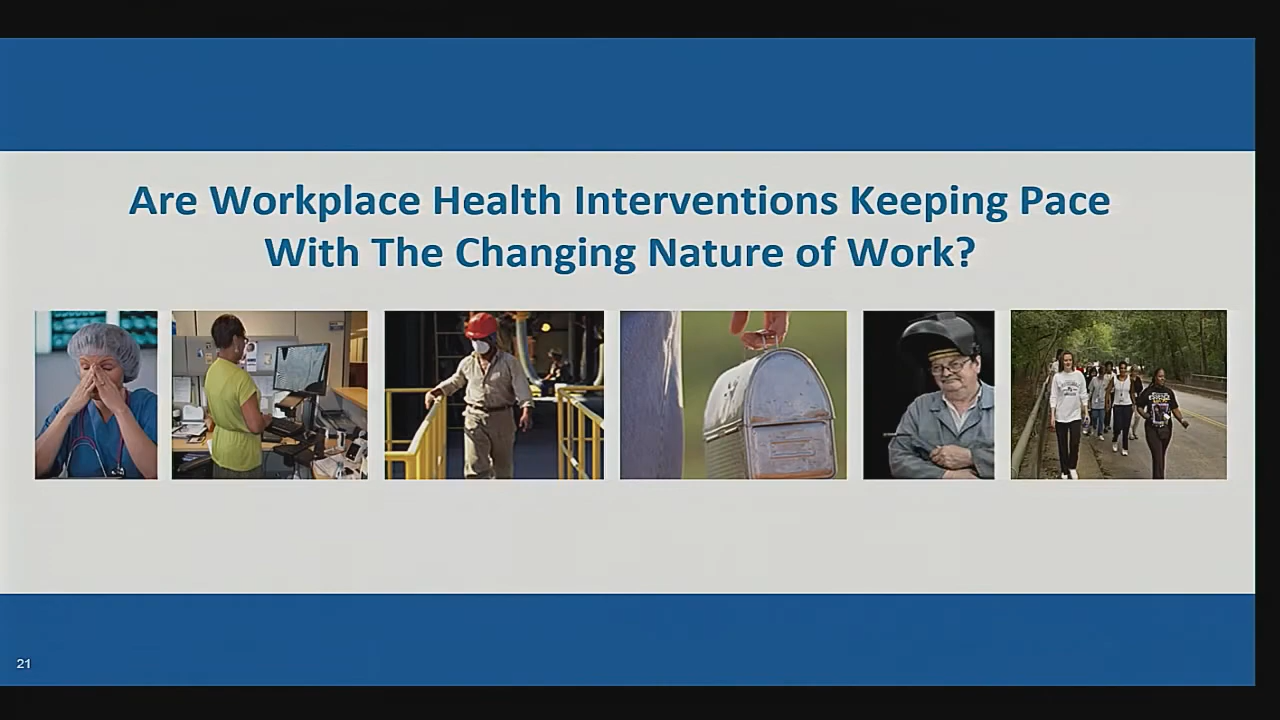 Are Workplace Health Interventions Keeping Pace
With The Changing Nature of Work?
21